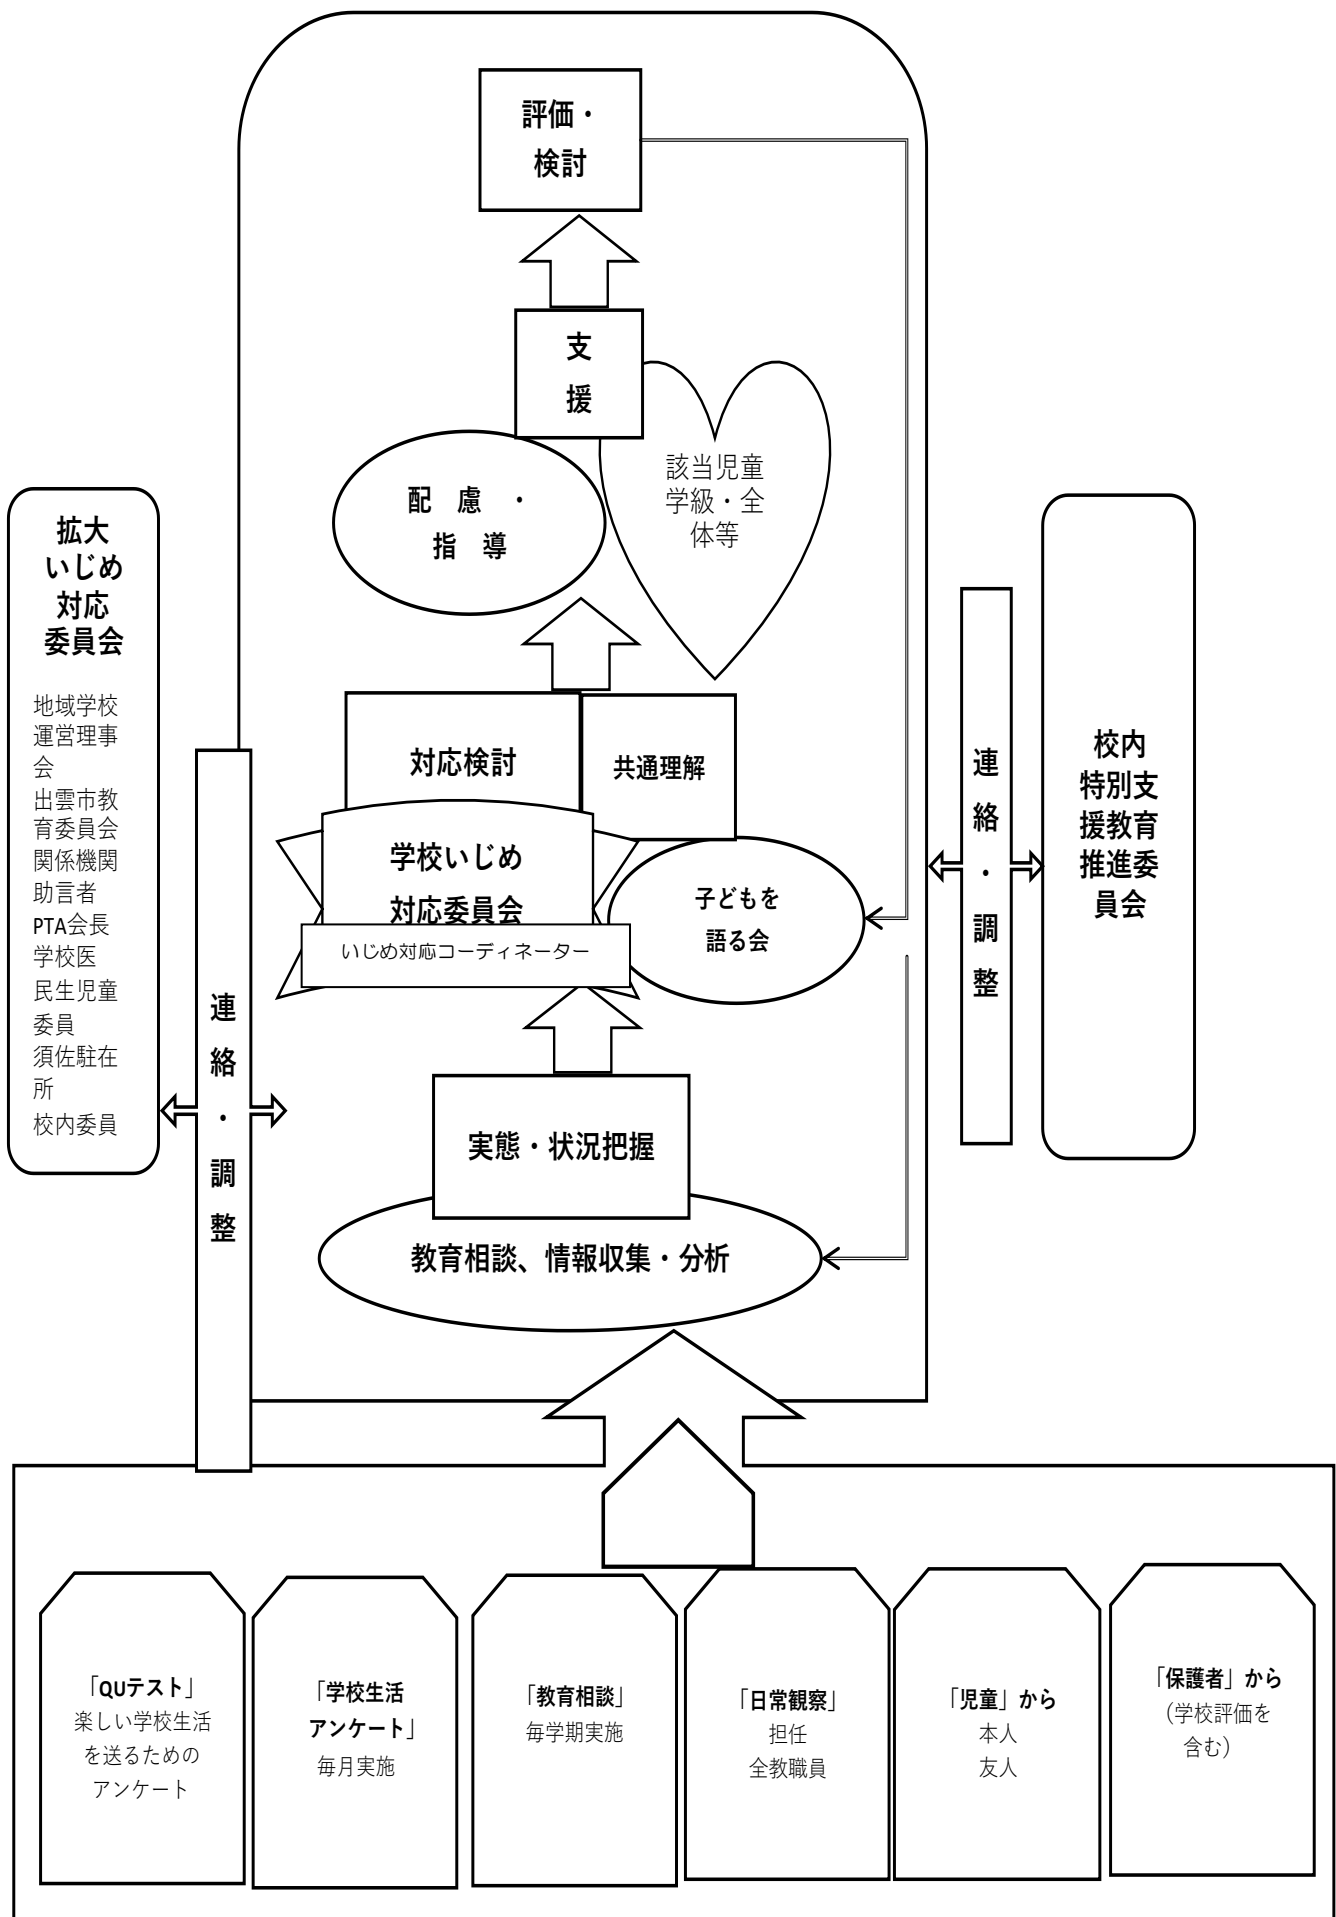 評価・
検討
支
援
配　慮　・
指　導
該当児童
学級・全
体等
拡大
いじめ
対応
委員会
地域学校
運営理事
会
出雲市教
育委員会
関係機関
助言者
PTA会長
学校医
民生児童
委員
須佐駐在
所
校内委員
連
絡
・
調
整
対応検討
共通理解
学校いじめ
対応委員会
いじめ対応コーディネーター
子どもを
語る会
連
絡
・
調
整
校内
特別支
援教育
推進委
員会
実態・状況把握
教育相談、情報収集・分析
「QUテスト」
楽しい学校生活
を送るための
アンケート
「学校生活
アンケート」
毎月実施
「教育相談」
毎学期実施
「日常観察」
担任
全教職員
「児童」から
本人
友人
「保護者」から
（学校評価を
含む）